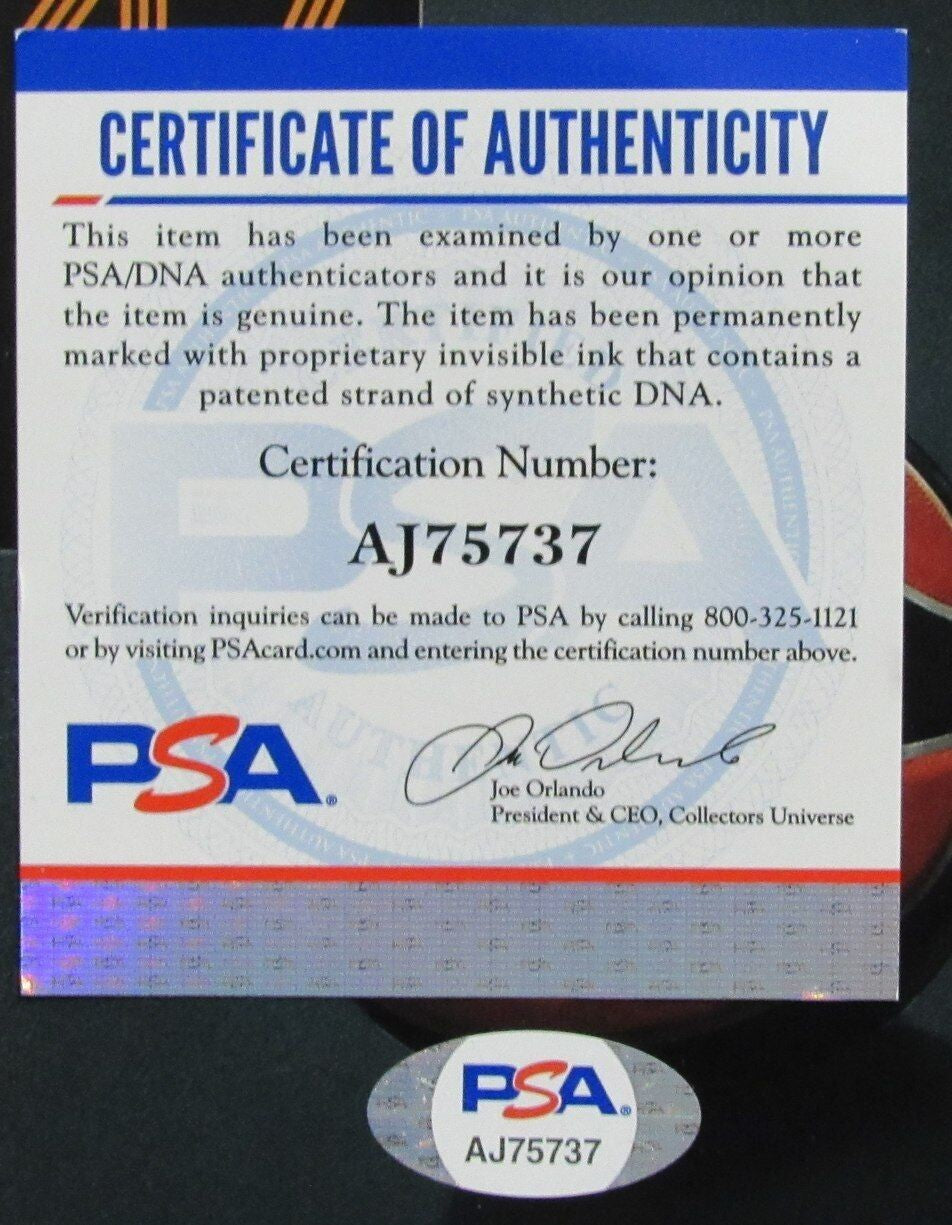 CERTIFICATE OF AUTHENTICITY
This item has been examined by one or more
PSA/DNA authenticators and it is our opinion that
the item is genuine. The item has been permanently
marked with proprietary invisible ink that contains a
patented strand of synthetic DNA.
Certification Number:
AJ75737
Verification inquiries can be made to PSA by calling 800-325-1121
or by visiting PSAcard.com and entering the certification number above.
PSA®
Joe Orlando
President & CEO, Collectors Universe
PSA®
AJ75737